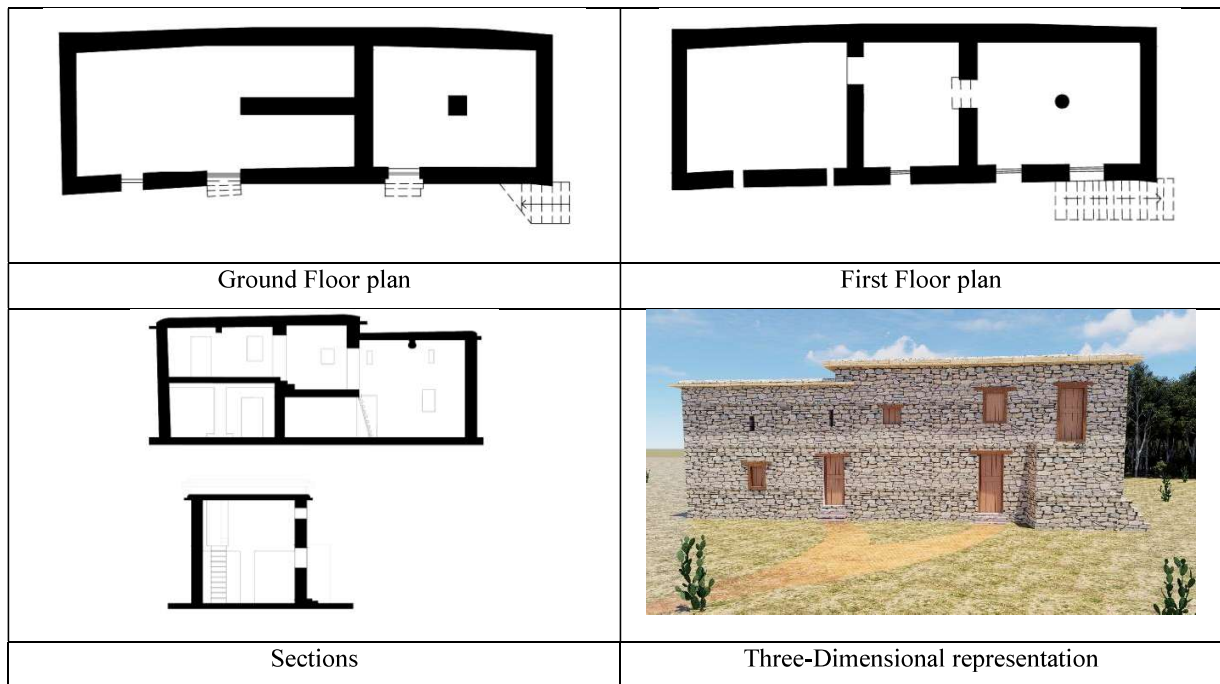 Ground Floor plan
First Floor plan
Sections
Three-Dimensional representation